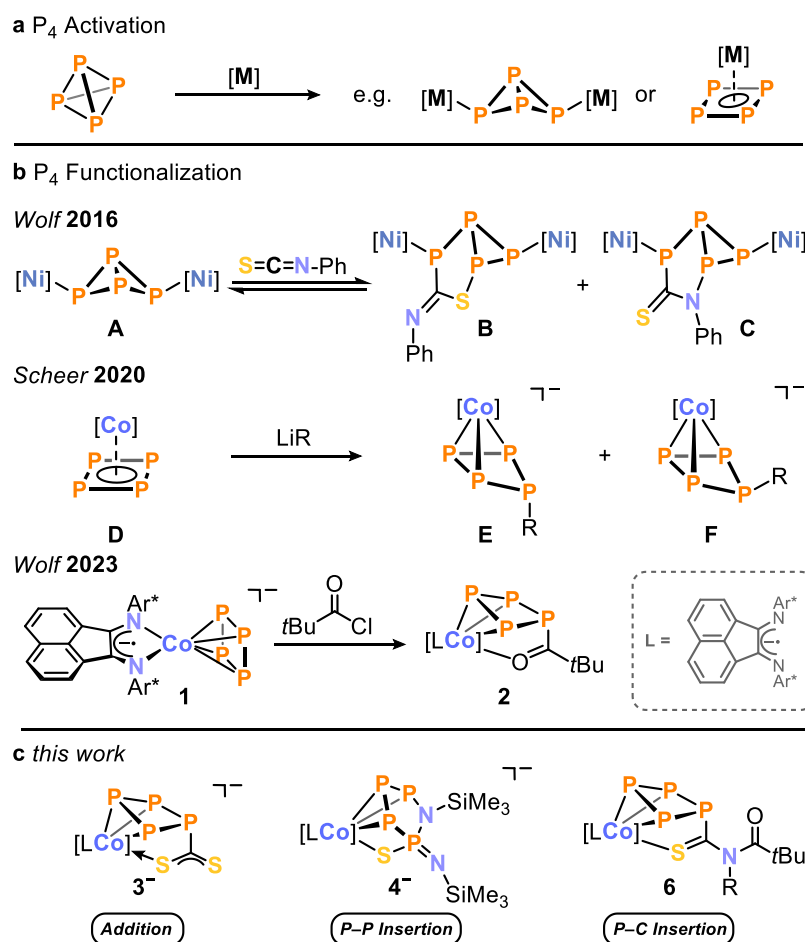 a P₄ Activation
P P P P
[M]
e.g.
[M] P P P P [M]
or
[M] P P P P
b P₄ Functionalization
Wolf 2016
[Ni] P P P P [Ni]
A
S=C=N-Ph
[Ni] P P P P [Ni] S N Ph
B
+
[Ni] P P P P [Ni] S N Ph
C
Scheer 2020
[Co] P P P P
D
LiR
[Co] P P P P R ¬–
E
+
[Co] P P P P R ¬–
F
Wolf 2023
Ar* N N Ar* Co P P P P ¬–
1
O tBu Cl
[LCo] P P P P O tBu
2
L = N Ar* N Ar*
c this work
[LCo] P P P P S S ¬–
3⁻
Addition
[LCo] P P P P S N SiMe₃ N SiMe₃ ¬–
4⁻
P–P Insertion
[LCo] P P P P S N R O tBu
6
P–C Insertion